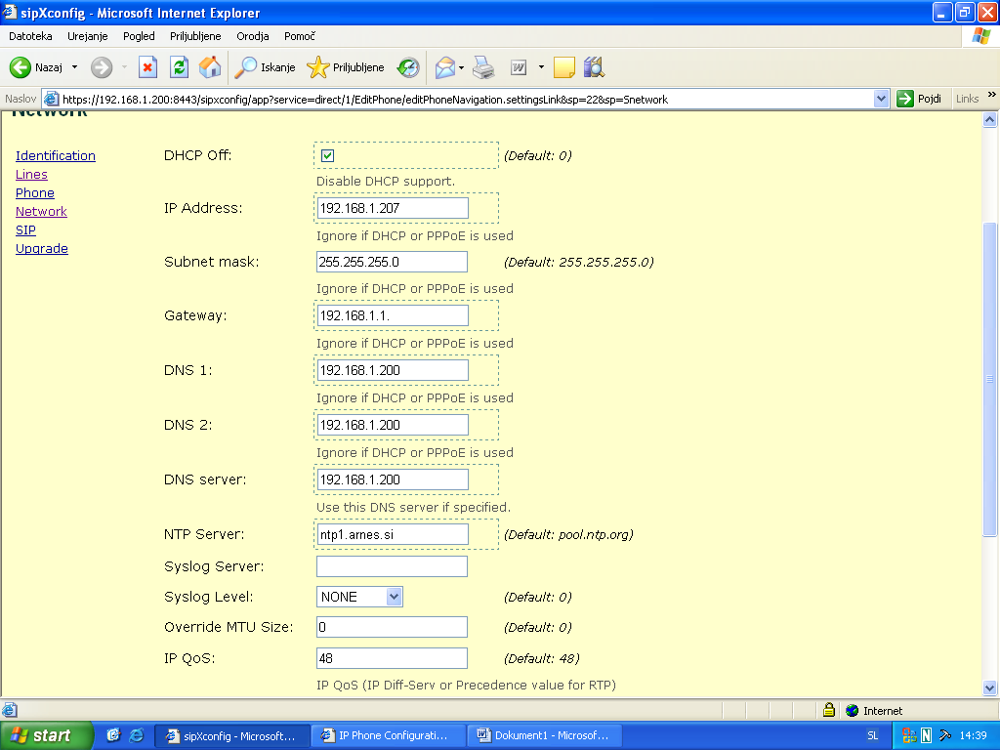 sipXconfig - Microsoft Internet Explorer
Datoteka Urejanje Pogled Priljubljene Orodja Pomoč
Nazaj Iskanje Priljubljene
Naslov https://192.168.1.200:8443/sipxconfig/app?service=direct/1/EditPhone/editPhoneNavigation.settingsLink&sp=22&sp=Snetwork Pojdi Links »
Network
Identification
Lines
Phone
Network
SIP
Upgrade
DHCP Off: (Default: 0)
Disable DHCP support.
IP Address: 192.168.1.207
Ignore if DHCP or PPPoE is used
Subnet mask: 255.255.255.0 (Default: 255.255.255.0)
Ignore if DHCP or PPPoE is used
Gateway: 192.168.1.1.
Ignore if DHCP or PPPoE is used
DNS 1: 192.168.1.200
Ignore if DHCP or PPPoE is used
DNS 2: 192.168.1.200
Ignore if DHCP or PPPoE is used
DNS server: 192.168.1.200
Use this DNS server if specified.
NTP Server: ntp1.arnes.si (Default: pool.ntp.org)
Syslog Server:
Syslog Level: NONE (Default: 0)
Override MTU Size: 0 (Default: 0)
IP QoS: 48 (Default: 48)
IP QoS (IP Diff-Serv or Precedence value for RTP)
Internet
start sipXconfig - Microsoft... IP Phone Configurati... Dokument1 - Microsof... SL N 14:39